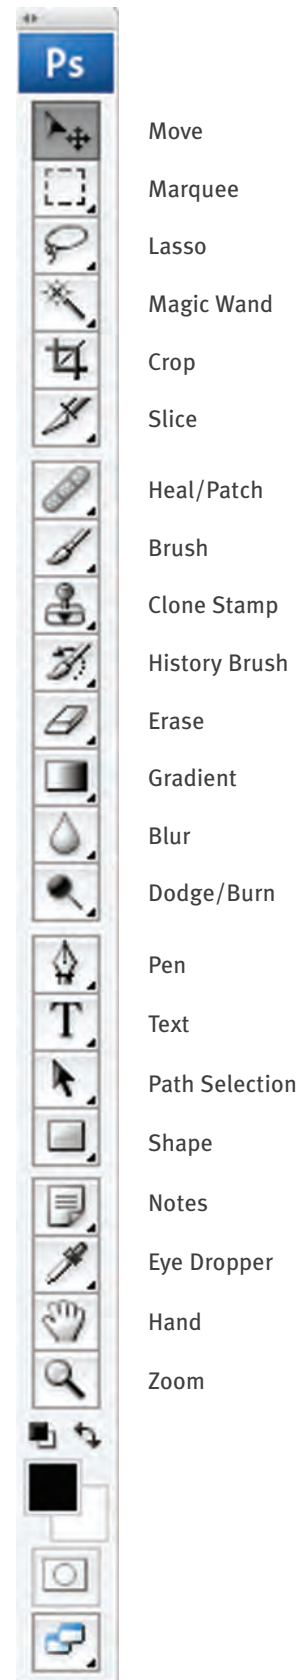 Ps
Move
Marquee
Lasso
Magic Wand
Crop
Slice
Heal/Patch
Brush
Clone Stamp
History Brush
Erase
Gradient
Blur
Dodge/Burn
Pen
T Text
Path Selection
Shape
Notes
Eye Dropper
Hand
Zoom